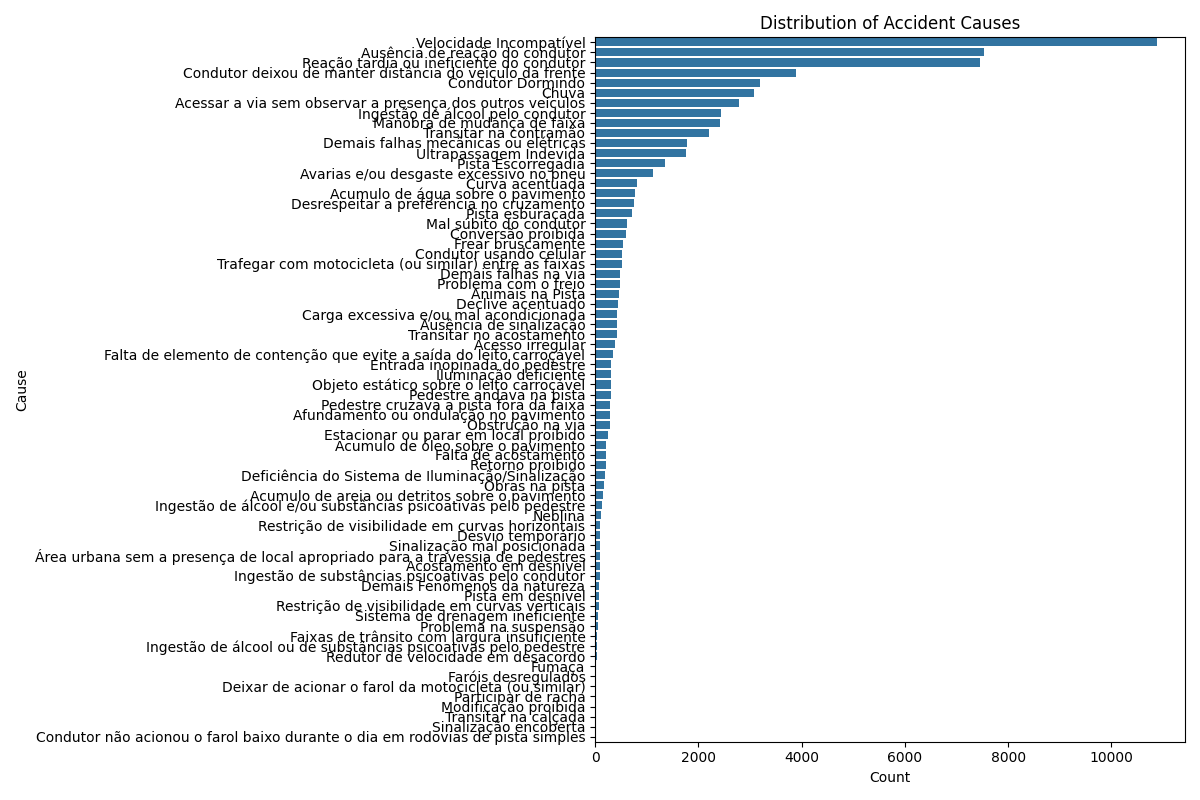 Distribution of Accident Causes
Velocidade Incompatível
Ausência de reação do condutor
Reação tardia ou ineficiente do condutor
Condutor deixou de manter distância do veículo da frente
Condutor Dormindo
Chuva
Acessar a via sem observar a presença dos outros veículos
Ingestão de álcool pelo condutor
Manobra de mudança de faixa
Transitar na contramão
Demais falhas mecânicas ou elétricas
Ultrapassagem Indevida
Pista Escorregadia
Avarias e/ou desgaste excessivo no pneu
Curva acentuada
Acumulo de água sobre o pavimento
Desrespeitar a preferência no cruzamento
Pista esburacada
Mal súbito do condutor
Conversão proibida
Frear bruscamente
Condutor usando celular
Trafegar com motocicleta (ou similar) entre as faixas
Demais falhas na via
Problema com o freio
Animais na Pista
Declive acentuado
Carga excessiva e/ou mal acondicionada
Ausência de sinalização
Transitar no acostamento
Acesso irregular
Falta de elemento de contenção que evite a saída do leito carroçável
Entrada inopinada do pedestre
Iluminação deficiente
Objeto estático sobre o leito carroçável
Pedestre andava na pista
Pedestre cruzava a pista fora da faixa
Afundamento ou ondulação no pavimento
Obstrução na via
Estacionar ou parar em local proibido
Acumulo de óleo sobre o pavimento
Falta de acostamento
Retorno proibido
Deficiência do Sistema de Iluminação/Sinalização
Obras na pista
Acumulo de areia ou detritos sobre o pavimento
Ingestão de álcool e/ou substâncias psicoativas pelo pedestre
Neblina
Restrição de visibilidade em curvas horizontais
Desvio temporário
Sinalização mal posicionada
Área urbana sem a presença de local apropriado para a travessia de pedestres
Acostamento em desnível
Ingestão de substâncias psicoativas pelo condutor
Demais Fenômenos da natureza
Pista em desnível
Restrição de visibilidade em curvas verticais
Sistema de drenagem ineficiente
Problema na suspensão
Faixas de trânsito com largura insuficiente
Ingestão de álcool ou de substâncias psicoativas pelo pedestre
Redutor de velocidade em desacordo
Fumaça
Faróis desregulados
Deixar de acionar o farol da motocicleta (ou similar)
Participar de racha
Modificação proibida
Transitar na calçada
Sinalização encoberta
Condutor não acionou o farol baixo durante o dia em rodovias de pista simples
Cause
0 2000 4000 6000 8000 10000
Count